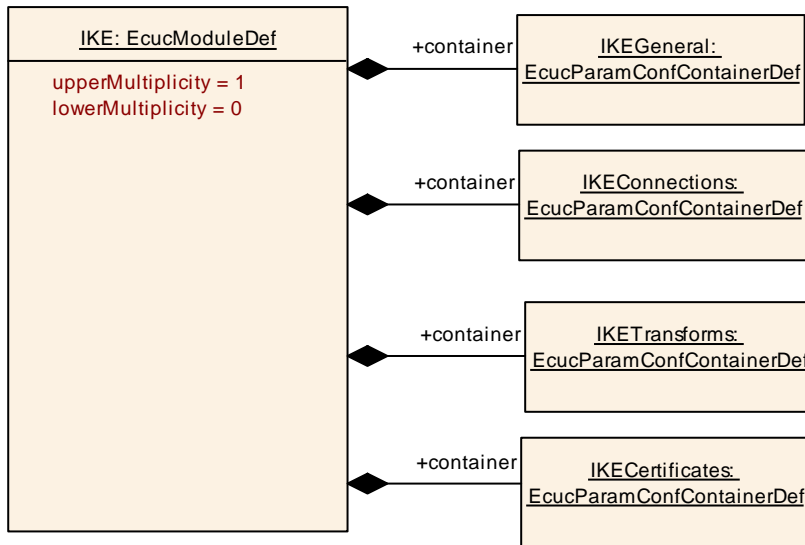 IKE: EcucModuleDef
upperMultiplicity = 1
lowerMultiplicity = 0
+container
IKEGeneral:
EcucParamConfContainerDef
+container
IKEConnections:
EcucParamConfContainerDef
+container
IKETransforms:
EcucParamConfContainerDef
+container
IKECertificates:
EcucParamConfContainerDef